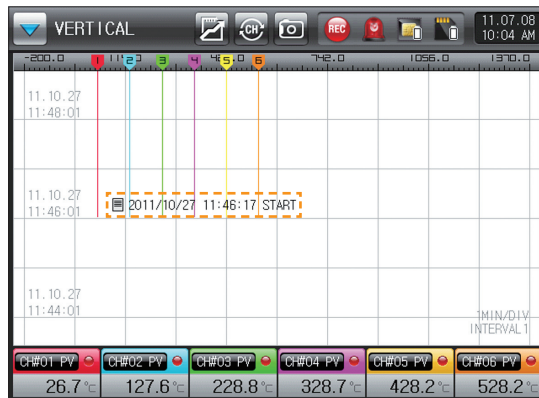 VERTICAL
CH
REC
11.07.08
10:04 AM
-200.0
742.0
1056.0
1370.0
1
2
3
4
5
6
11.10.27
11:48:01
11.10.27
11:46:01
2011/10/27 11:46:17 START
11.10.27
11:44:01
1MIN/DIV
INTERVAL 1
CH#01 PV
CH#02 PV
CH#03 PV
CH#04 PV
CH#05 PV
CH#06 PV
26.7℃
127.6℃
228.8℃
328.7℃
428.2℃
528.2℃